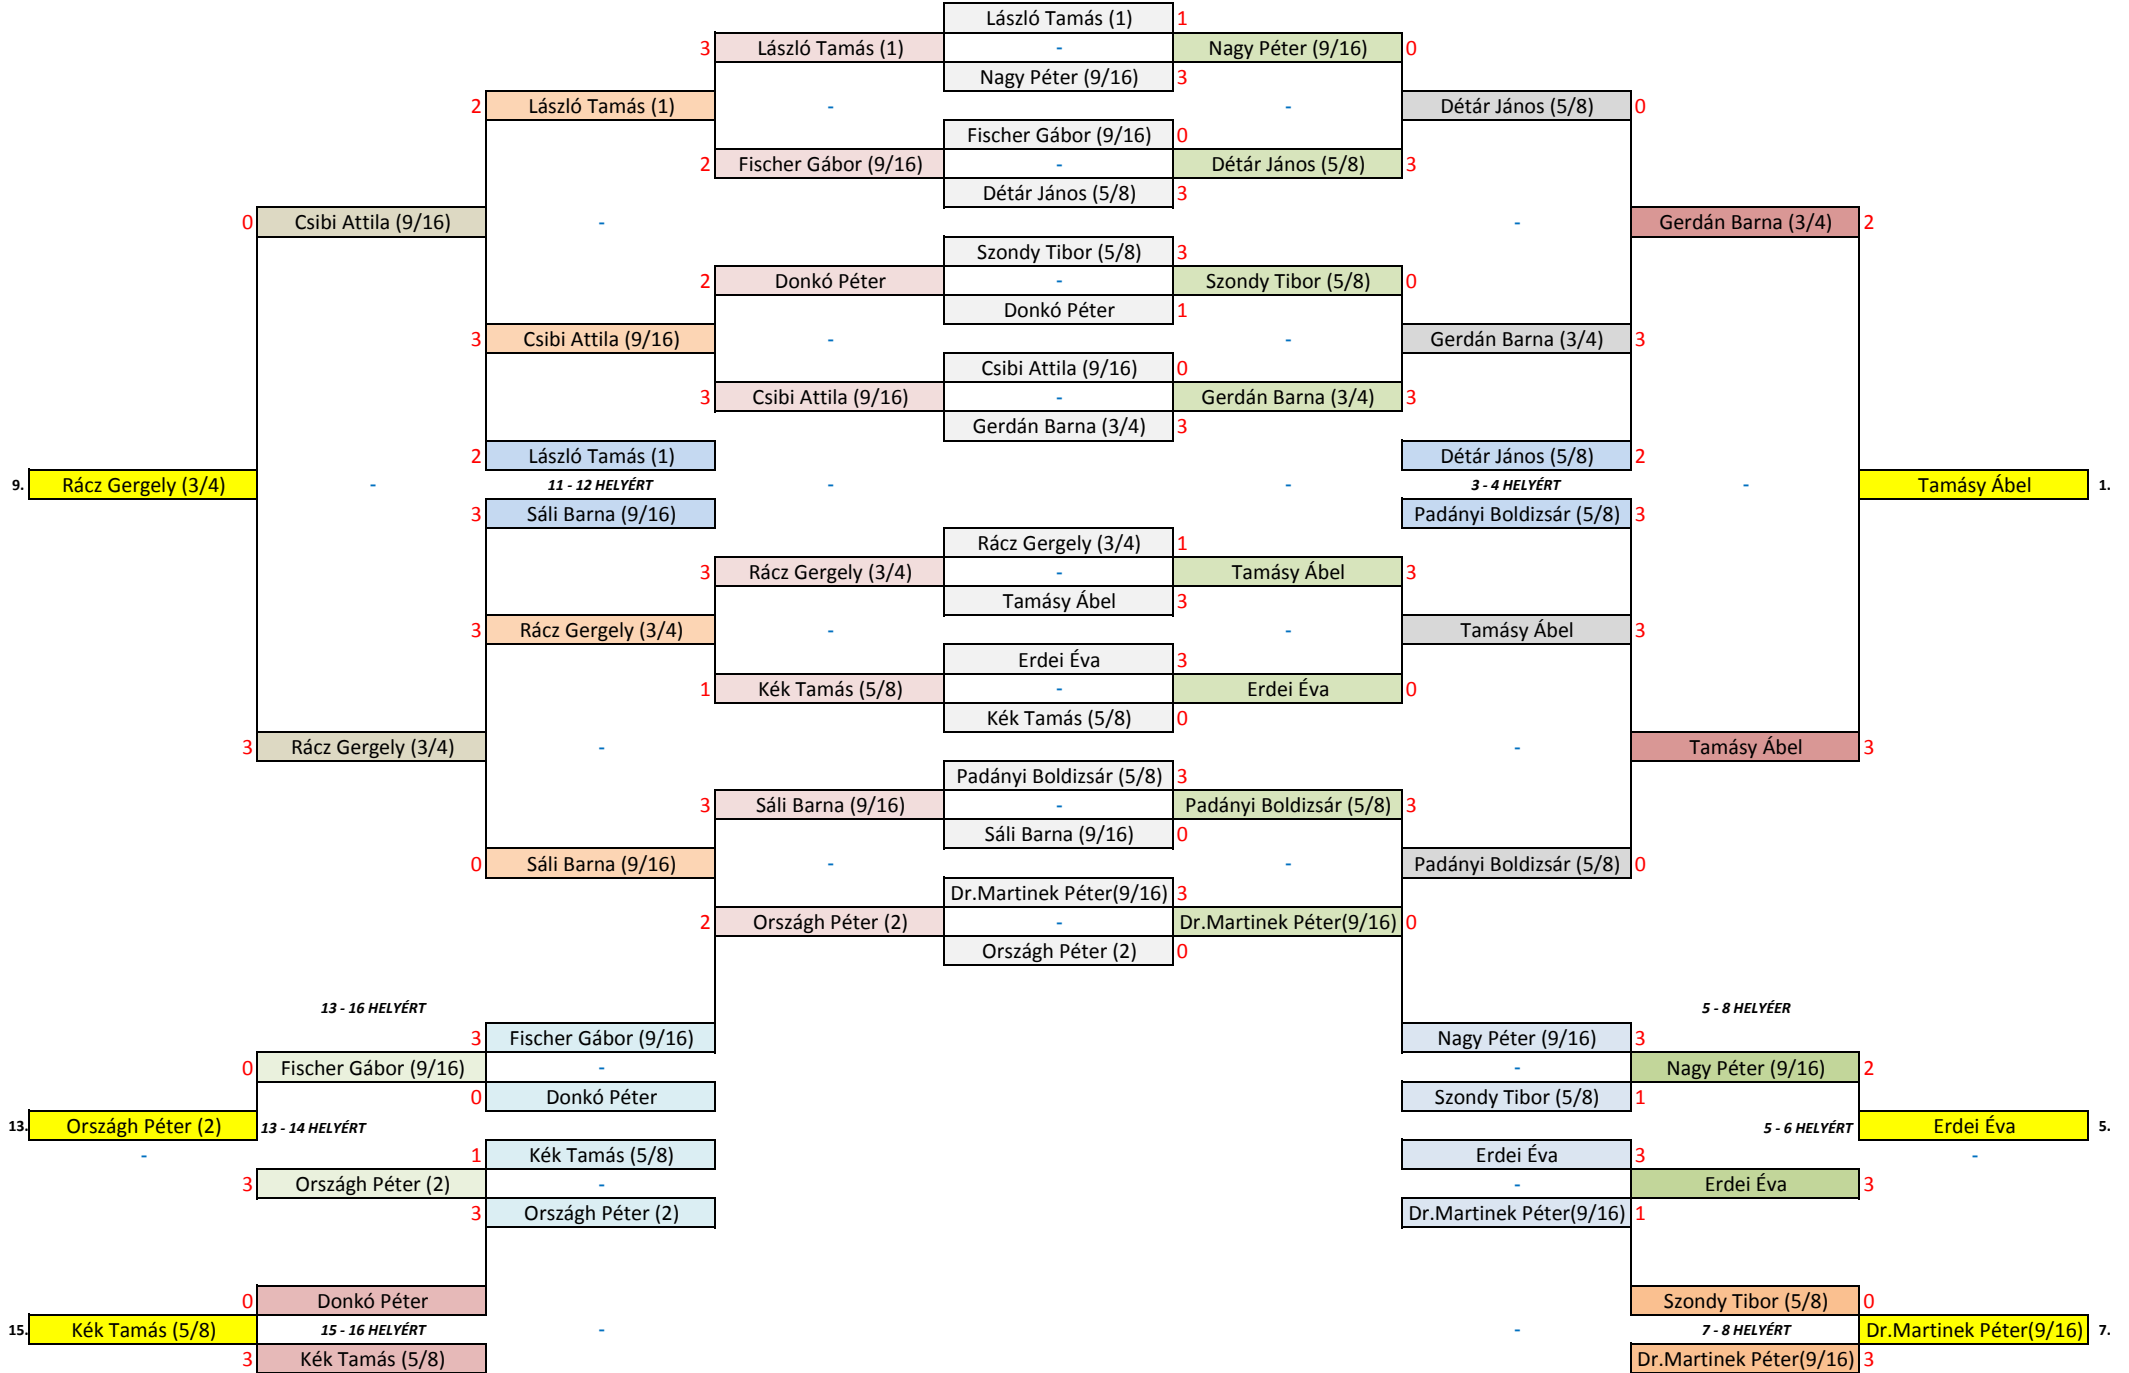 László Tamás (1) 1
3 László Tamás (1) - Nagy Péter (9/16) 0
Nagy Péter (9/16) 3
2 László Tamás (1) - - Détár János (5/8) 0
Fischer Gábor (9/16) 0
2 Fischer Gábor (9/16) - Détár János (5/8) 3
Détár János (5/8) 3
0 Csibi Attila (9/16) - - Gerdán Barna (3/4) 2
Szondy Tibor (5/8) 3
2 Donkó Péter - Szondy Tibor (5/8) 0
Donkó Péter 1
3 Csibi Attila (9/16) - - Gerdán Barna (3/4) 3
Csibi Attila (9/16) 0
3 Csibi Attila (9/16) - Gerdán Barna (3/4) 3
Gerdán Barna (3/4) 3
2 László Tamás (1) Détár János (5/8) 2
9. Rácz Gergely (3/4) - 11 - 12 HELYÉRT - - 3 - 4 HELYÉRT - Tamásy Ábel 1.
3 Sáli Barna (9/16) Padányi Boldizsár (5/8) 3
Rácz Gergely (3/4) 1
3 Rácz Gergely (3/4) - Tamásy Ábel 3
Tamásy Ábel 3
3 Rácz Gergely (3/4) - - Tamásy Ábel 3
Erdei Éva 3
1 Kék Tamás (5/8) - Erdei Éva 0
Kék Tamás (5/8) 0
3 Rácz Gergely (3/4) - - Tamásy Ábel 3
Padányi Boldizsár (5/8) 3
3 Sáli Barna (9/16) - Padányi Boldizsár (5/8) 3
Sáli Barna (9/16) 0
0 Sáli Barna (9/16) - - Padányi Boldizsár (5/8) 0
Dr.Martinek Péter(9/16) 3
2 Országh Péter (2) - Dr.Martinek Péter(9/16) 0
Országh Péter (2) 0
13 - 16 HELYÉRT 5 - 8 HELYÉER
3 Fischer Gábor (9/16) Nagy Péter (9/16) 3
0 Fischer Gábor (9/16) - - Nagy Péter (9/16) 2
0 Donkó Péter Szondy Tibor (5/8) 1
13. Országh Péter (2) 13 - 14 HELYÉRT 5 - 6 HELYÉRT Erdei Éva 5.
- 1 Kék Tamás (5/8) Erdei Éva 3 -
3 Országh Péter (2) - - Erdei Éva 3
3 Országh Péter (2) Dr.Martinek Péter(9/16) 1
0 Donkó Péter Szondy Tibor (5/8) 0
15. Kék Tamás (5/8) 15 - 16 HELYÉRT - - 7 - 8 HELYÉRT Dr.Martinek Péter(9/16) 7.
3 Kék Tamás (5/8) Dr.Martinek Péter(9/16) 3